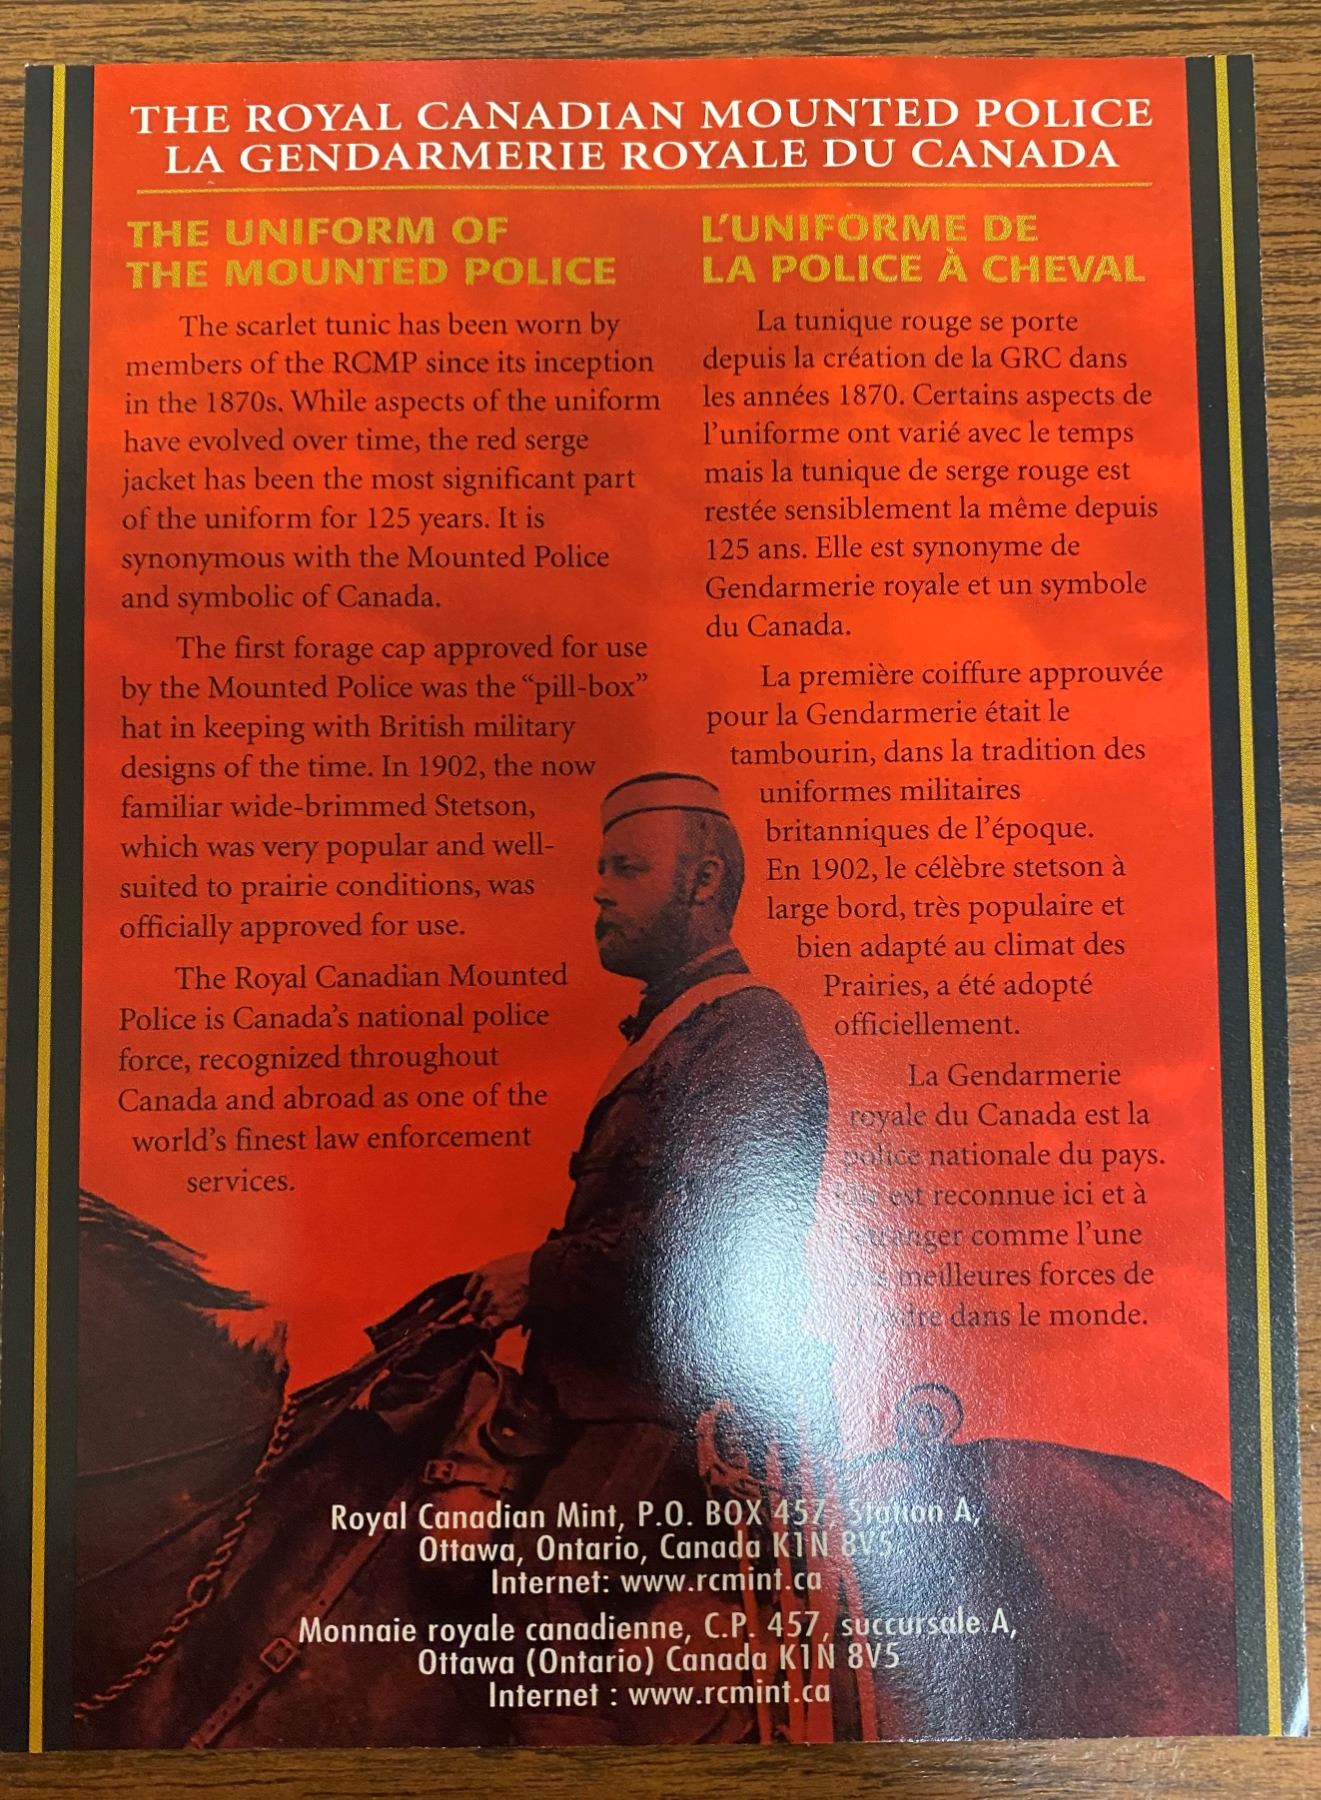 THE ROYAL CANADIAN MOUNTED POLICE
LA GENDARMERIE ROYALE DU CANADA
THE UNIFORM OF
THE MOUNTED POLICE
The scarlet tunic has been worn by
members of the RCMP since its inception
in the 1870s. While aspects of the uniform
have evolved over time, the red serge
jacket has been the most significant part
of the uniform for 125 years. It is
synonymous with the Mounted Police
and symbolic of Canada.
The first forage cap approved for use
by the Mounted Police was the “pill-box”
hat in keeping with British military
designs of the time. In 1902, the now
familiar wide-brimmed Stetson,
which was very popular and well-
suited to prairie conditions, was
officially approved for use.
The Royal Canadian Mounted
Police is Canada’s national police
force, recognized throughout
Canada and abroad as one of the
world’s finest law enforcement
services.
L’UNIFORME DE
LA POLICE À CHEVAL
La tunique rouge se porte
depuis la création de la GRC dans
les années 1870. Certains aspects de
l’uniforme ont varié avec le temps
mais la tunique de serge rouge est
restée sensiblement la même depuis
125 ans. Elle est synonyme de
Gendarmerie royale et un symbole
du Canada.
La première coiffure approuvée
pour la Gendarmerie était le
tambourin, dans la tradition des
uniformes militaires
britanniques de l’époque.
En 1902, le célèbre stetson à
large bord, très populaire et
bien adapté au climat des
Prairies, a été adopté
officiellement.
La Gendarmerie
royale du Canada est la
police nationale du pays.
Elle est reconnue ici et à
l’étranger comme l’une
des meilleures forces de
l’ordre dans le monde.
Royal Canadian Mint, P.O. BOX 457, Station A,
Ottawa, Ontario, Canada K1N 8V5
Internet: www.rcmint.ca
Monnaie royale canadienne, C.P. 457, succursale A,
Ottawa (Ontario) Canada K1N 8V5
Internet : www.rcmint.ca